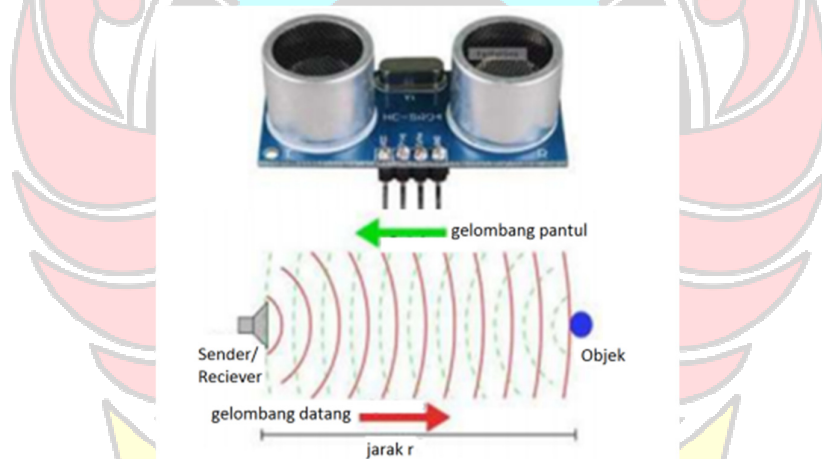 HC-SR04
gelombang pantul
Sender/
Reciever
Objek
gelombang datang
jarak r